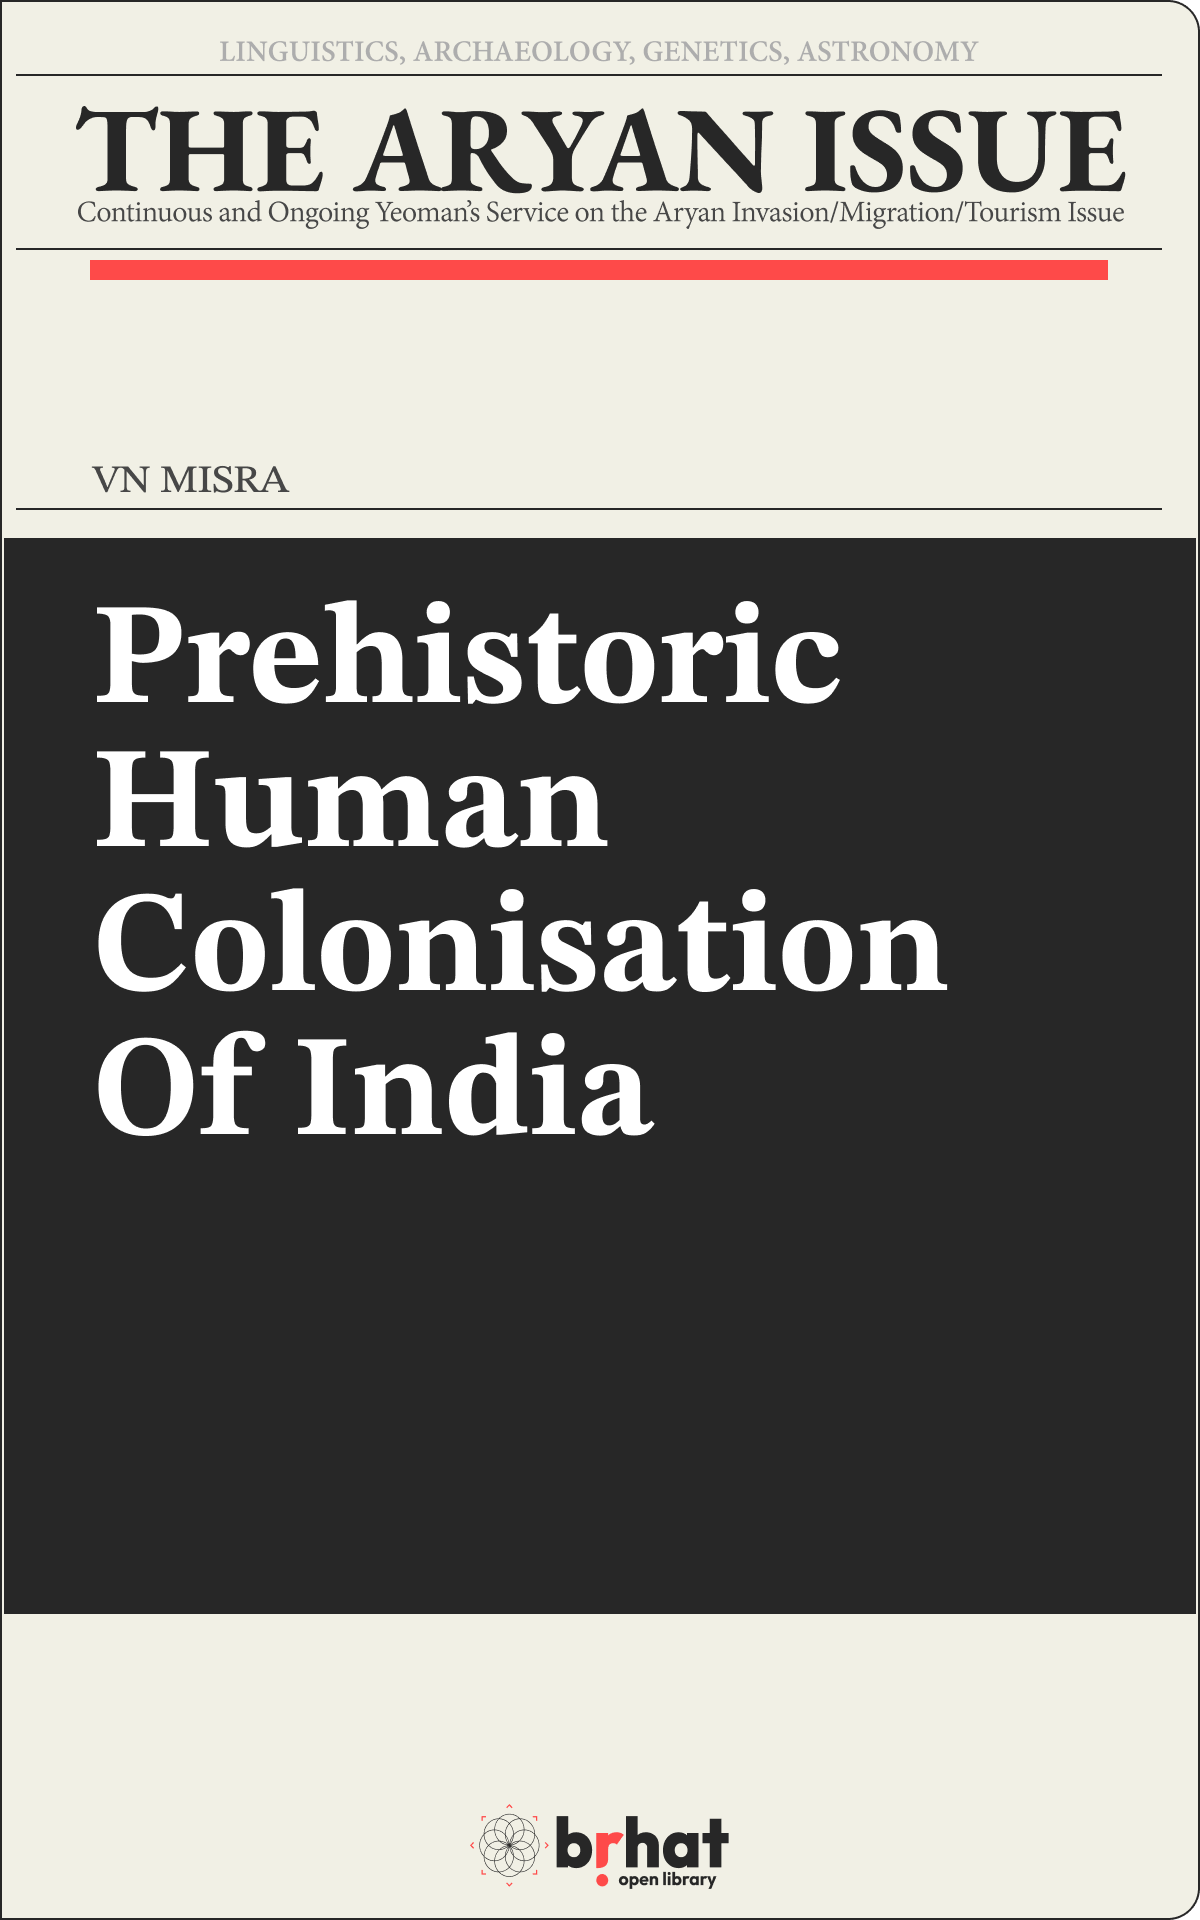 LINGUISTICS, ARCHAEOLOGY, GENETICS, ASTRONOMY
THE ARYAN ISSUE
Continuous and Ongoing Yeoman’s Service on the Aryan Invasion/Migration/Tourism Issue
VN MISRA
Prehistoric
Human
Colonisation
Of India
brhat
open library